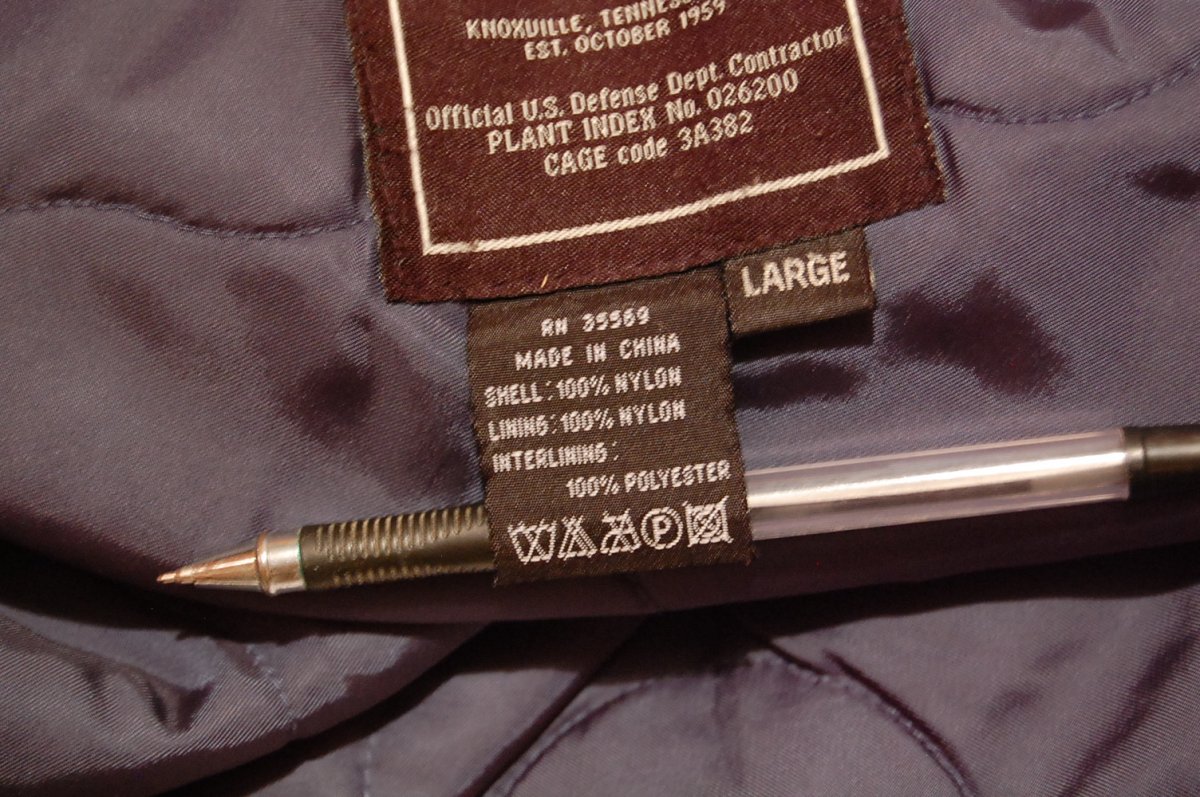 KNOXVILLE, TENNES
EST. OCTOBER 1959
Official U.S. Defense Dept. Contractor
PLANT INDEX No. 026200
CAGE code 3A382
LARGE
RN 35569
MADE IN CHINA
SHELL:100% NYLON
LINING:100% NYLON
INTERLINING:
100% POLYESTER
P